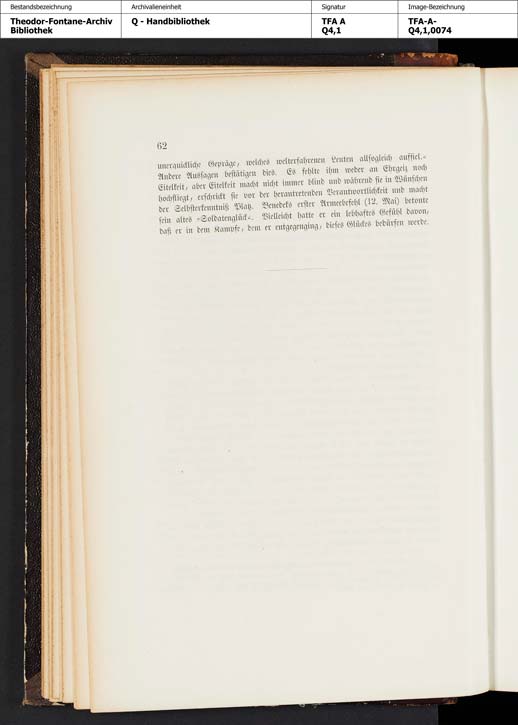 Bestandsbezeichnung Archivalieneinheit Signatur Image-Bezeichnung
Theodor-Fontane-Archiv Q - Handbibliothek TFA A TFA-A-
Bibliothek Q4,1 Q4,1,0074
62
unerquickliche Gepräge, welches welterfahrenen Leuten allsogleich auffiel.«
Andere Aussagen bestätigen dies. Es fehlte ihm weder an Ehrgeiz noch
Eitelkeit, aber Eitelkeit macht nicht immer blind und während sie in Wünschen
hochfliegt, erschrickt sie vor der herantretenden Verantwortlichkeit und macht
der Selbsterkenntniß Platz. Benedeks erster Armeebefehl (12. Mai) betonte
sein altes »Soldatenglück«. Vielleicht hatte er ein lebhaftes Gefühl davon,
daß er in dem Kampfe, dem er entgegenging, dieses Glückes bedürfen werde.